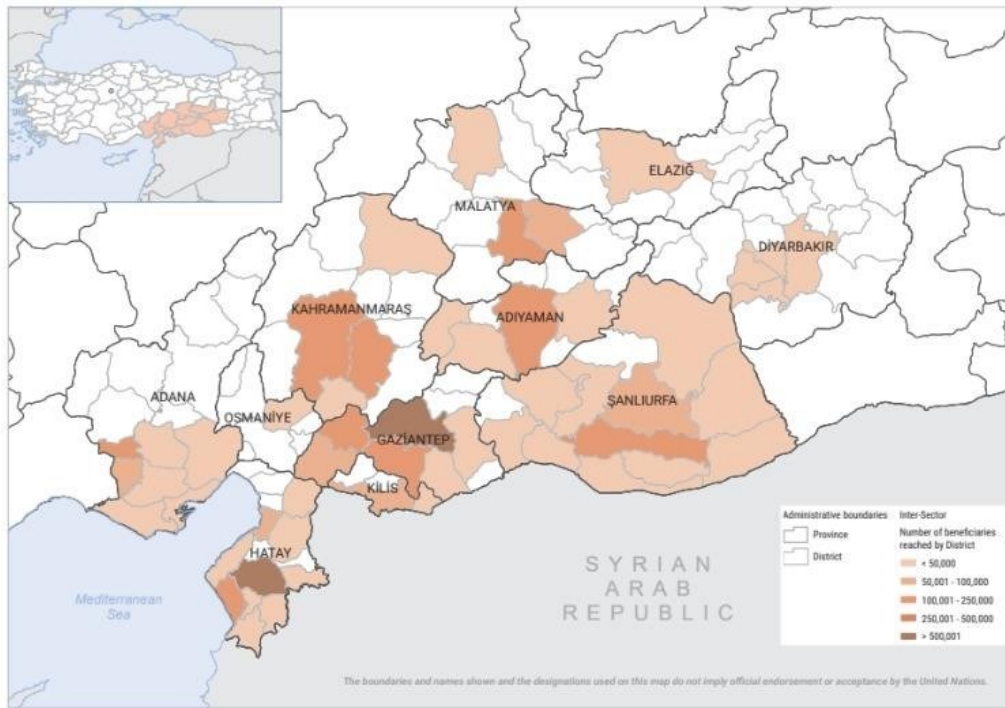 ELAZIĞ
MALATYA
DİYARBAKIR
KAHRAMANMARAŞ
ADIYAMAN
ADANA
OSMANİYE
ŞANLIURFA
GAZİANTEP
KİLİS
HATAY
Mediterranean
Sea
SYRIAN
ARAB
REPUBLIC
Administrative boundaries
Province
District
Inter-Sector
Number of beneficiaries
reached by District
< 50,000
50,001 - 100,000
100,001 - 250,000
250,001 - 500,000
> 500,001
The boundaries and names shown and the designations used on this map do not imply official endorsement or acceptance by the United Nations.